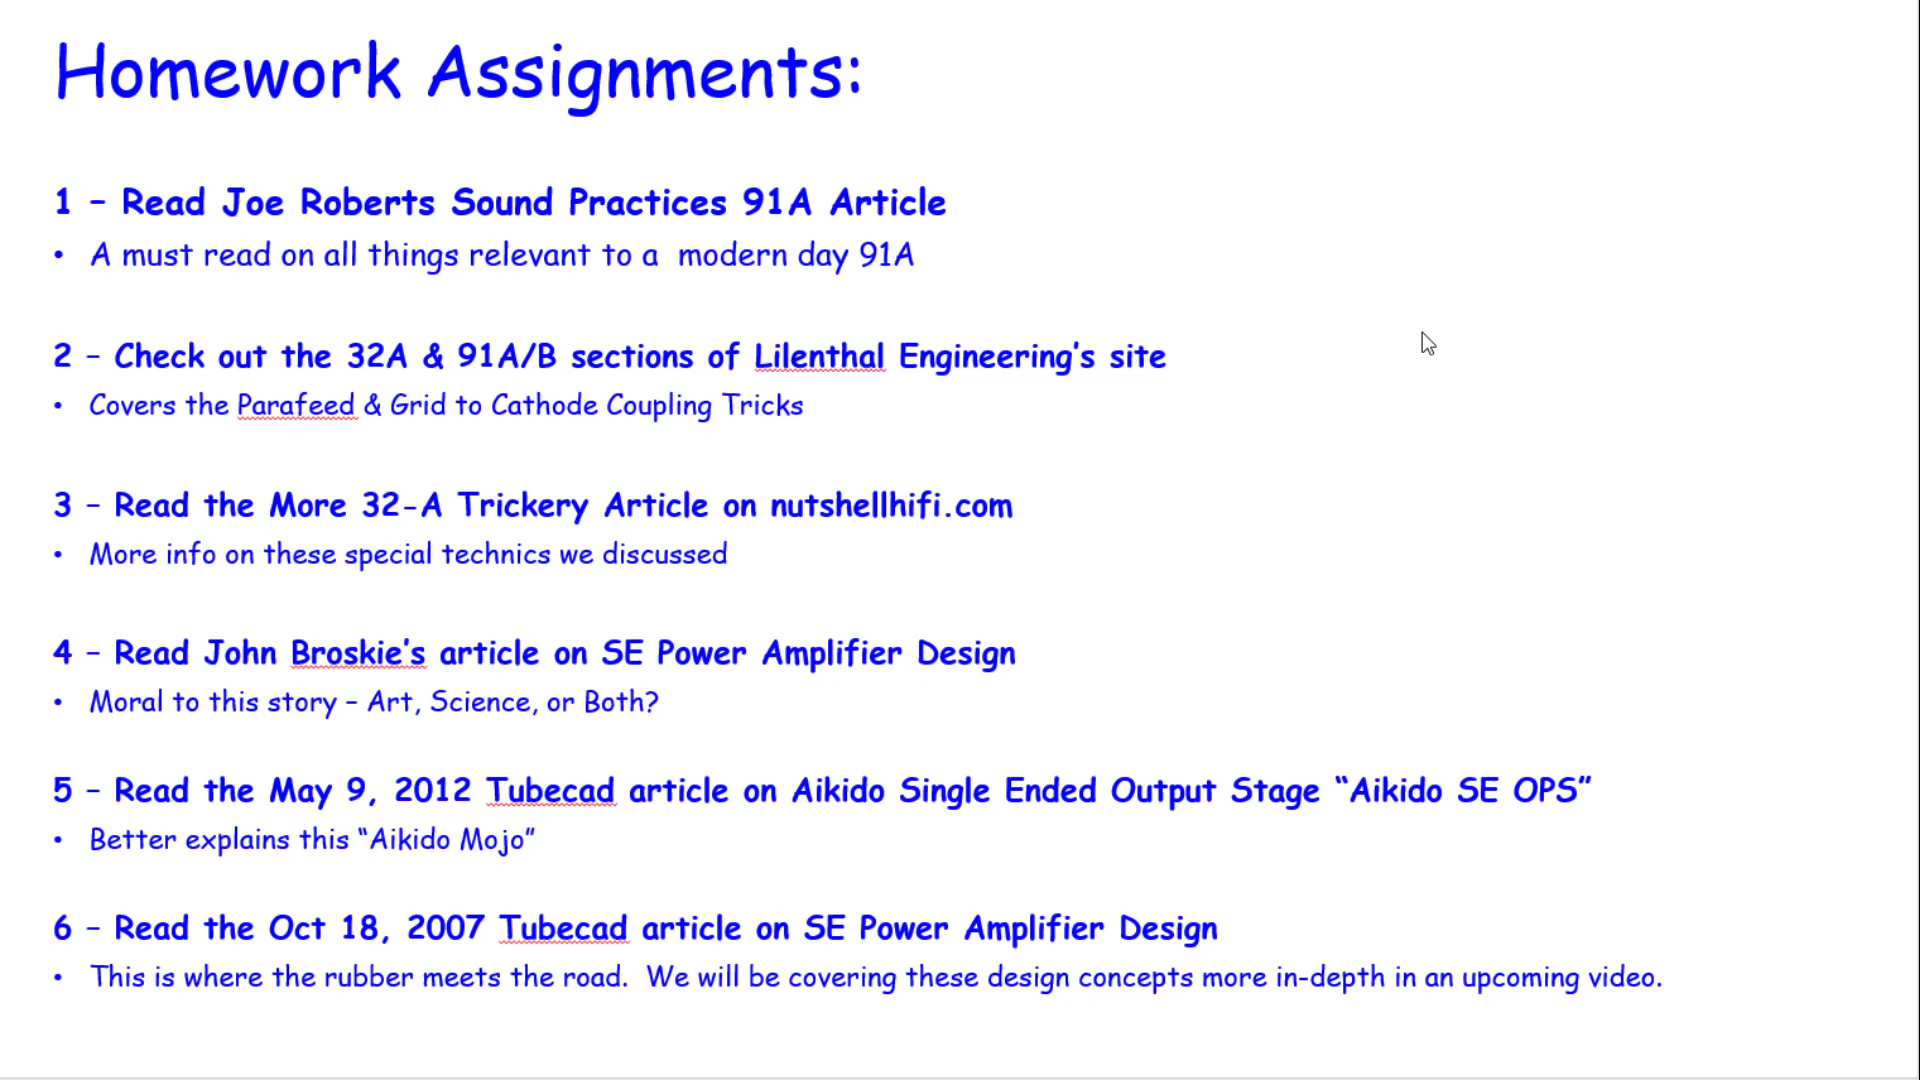 Homework Assignments:
1 – Read Joe Roberts Sound Practices 91A Article
• A must read on all things relevant to a  modern day 91A
2 – Check out the 32A & 91A/B sections of Lilenthal Engineering’s site
• Covers the Parafeed & Grid to Cathode Coupling Tricks
3 – Read the More 32-A Trickery Article on nutshellhifi.com
• More info on these special technics we discussed
4 – Read John Broskie’s article on SE Power Amplifier Design
• Moral to this story – Art, Science, or Both?
5 – Read the May 9, 2012 Tubecad article on Aikido Single Ended Output Stage “Aikido SE OPS”
• Better explains this “Aikido Mojo”
6 – Read the Oct 18, 2007 Tubecad article on SE Power Amplifier Design
• This is where the rubber meets the road.  We will be covering these design concepts more in-depth in an upcoming video.